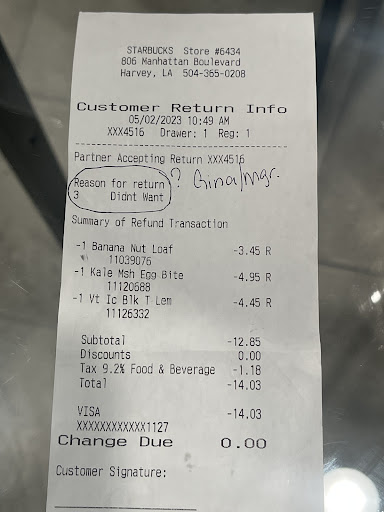 STARBUCKS Store #6434
806 Manhattan Boulevard
Harvey, LA 504-365-0208
Customer Return Info
05/02/2023 10:49 AM
XXX4516 Drawer: 1 Reg: 1
Partner Accepting Return XXX4516
Reason for return ? Gina/Mgr.
3 Didnt Want
Summary of Refund Transaction
-1 Banana Nut Loaf -3.45 R
11039076
-1 Kale Msh Egg Bite -4.95 R
11120688
-1 Vt Ic Blk T Lem -4.45 R
11126332
Subtotal -12.85
Discounts 0.00
Tax 9.2% Food & Beverage -1.18
Total -14.03
VISA -14.03
XXXXXXXXXXXX1127
Change Due 0.00
Customer Signature: